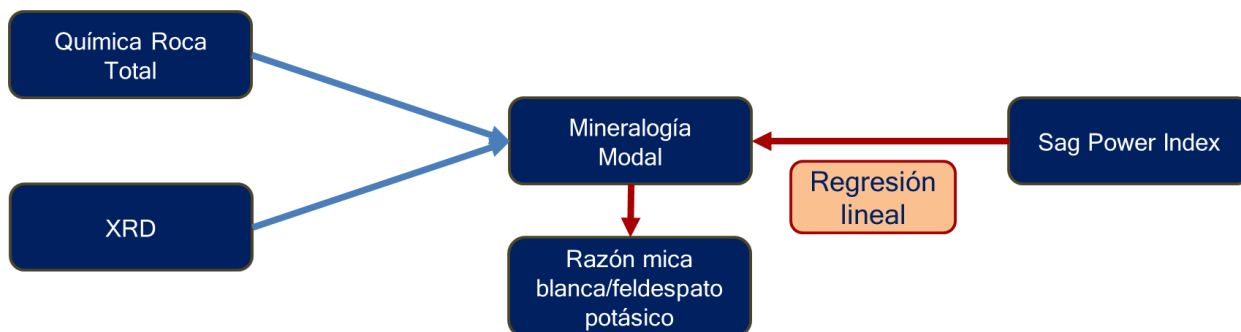 Química Roca
Total
Mineralogía
Modal
Sag Power Index
Regresión
lineal
XRD
Razón mica
blanca/feldespato
potásico